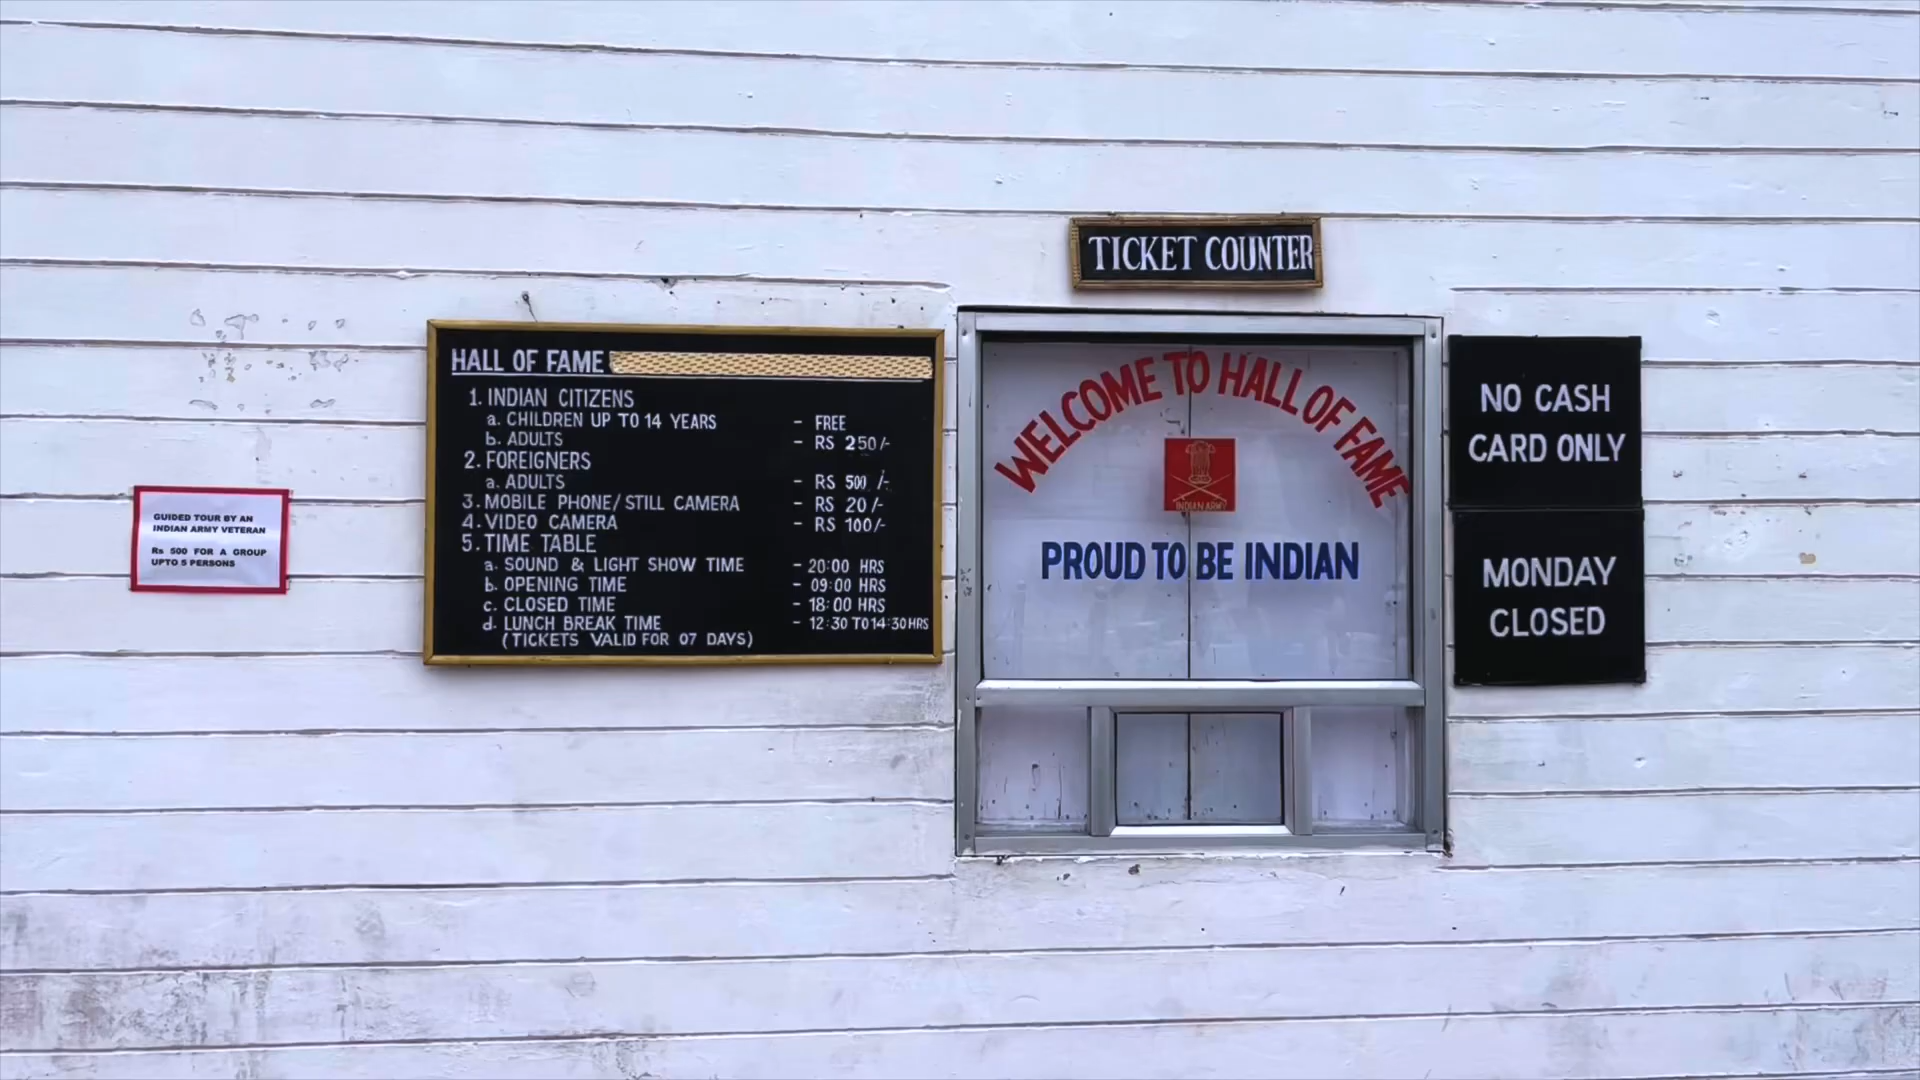 TICKET COUNTER
HALL OF FAME
1. INDIAN CITIZENS
a. CHILDREN UP TO 14 YEARS - FREE
b. ADULTS - RS 250/-
2. FOREIGNERS
a. ADULTS - RS 500/-
3. MOBILE PHONE/STILL CAMERA - RS 20/-
4. VIDEO CAMERA - RS 100/-
5. TIME TABLE
a. SOUND & LIGHT SHOW TIME - 20:00 HRS
b. OPENING TIME - 09:00 HRS
c. CLOSED TIME - 18:00 HRS
d. LUNCH BREAK TIME - 12:30 TO 14:30 HRS
(TICKETS VALID FOR 07 DAYS)
GUIDED TOUR BY AN
INDIAN ARMY VETERAN
Rs 500 FOR A GROUP
UPTO 5 PERSONS
WELCOME TO HALL OF FAME
INDIAN ARMY
PROUD TO BE INDIAN
NO CASH
CARD ONLY
MONDAY
CLOSED